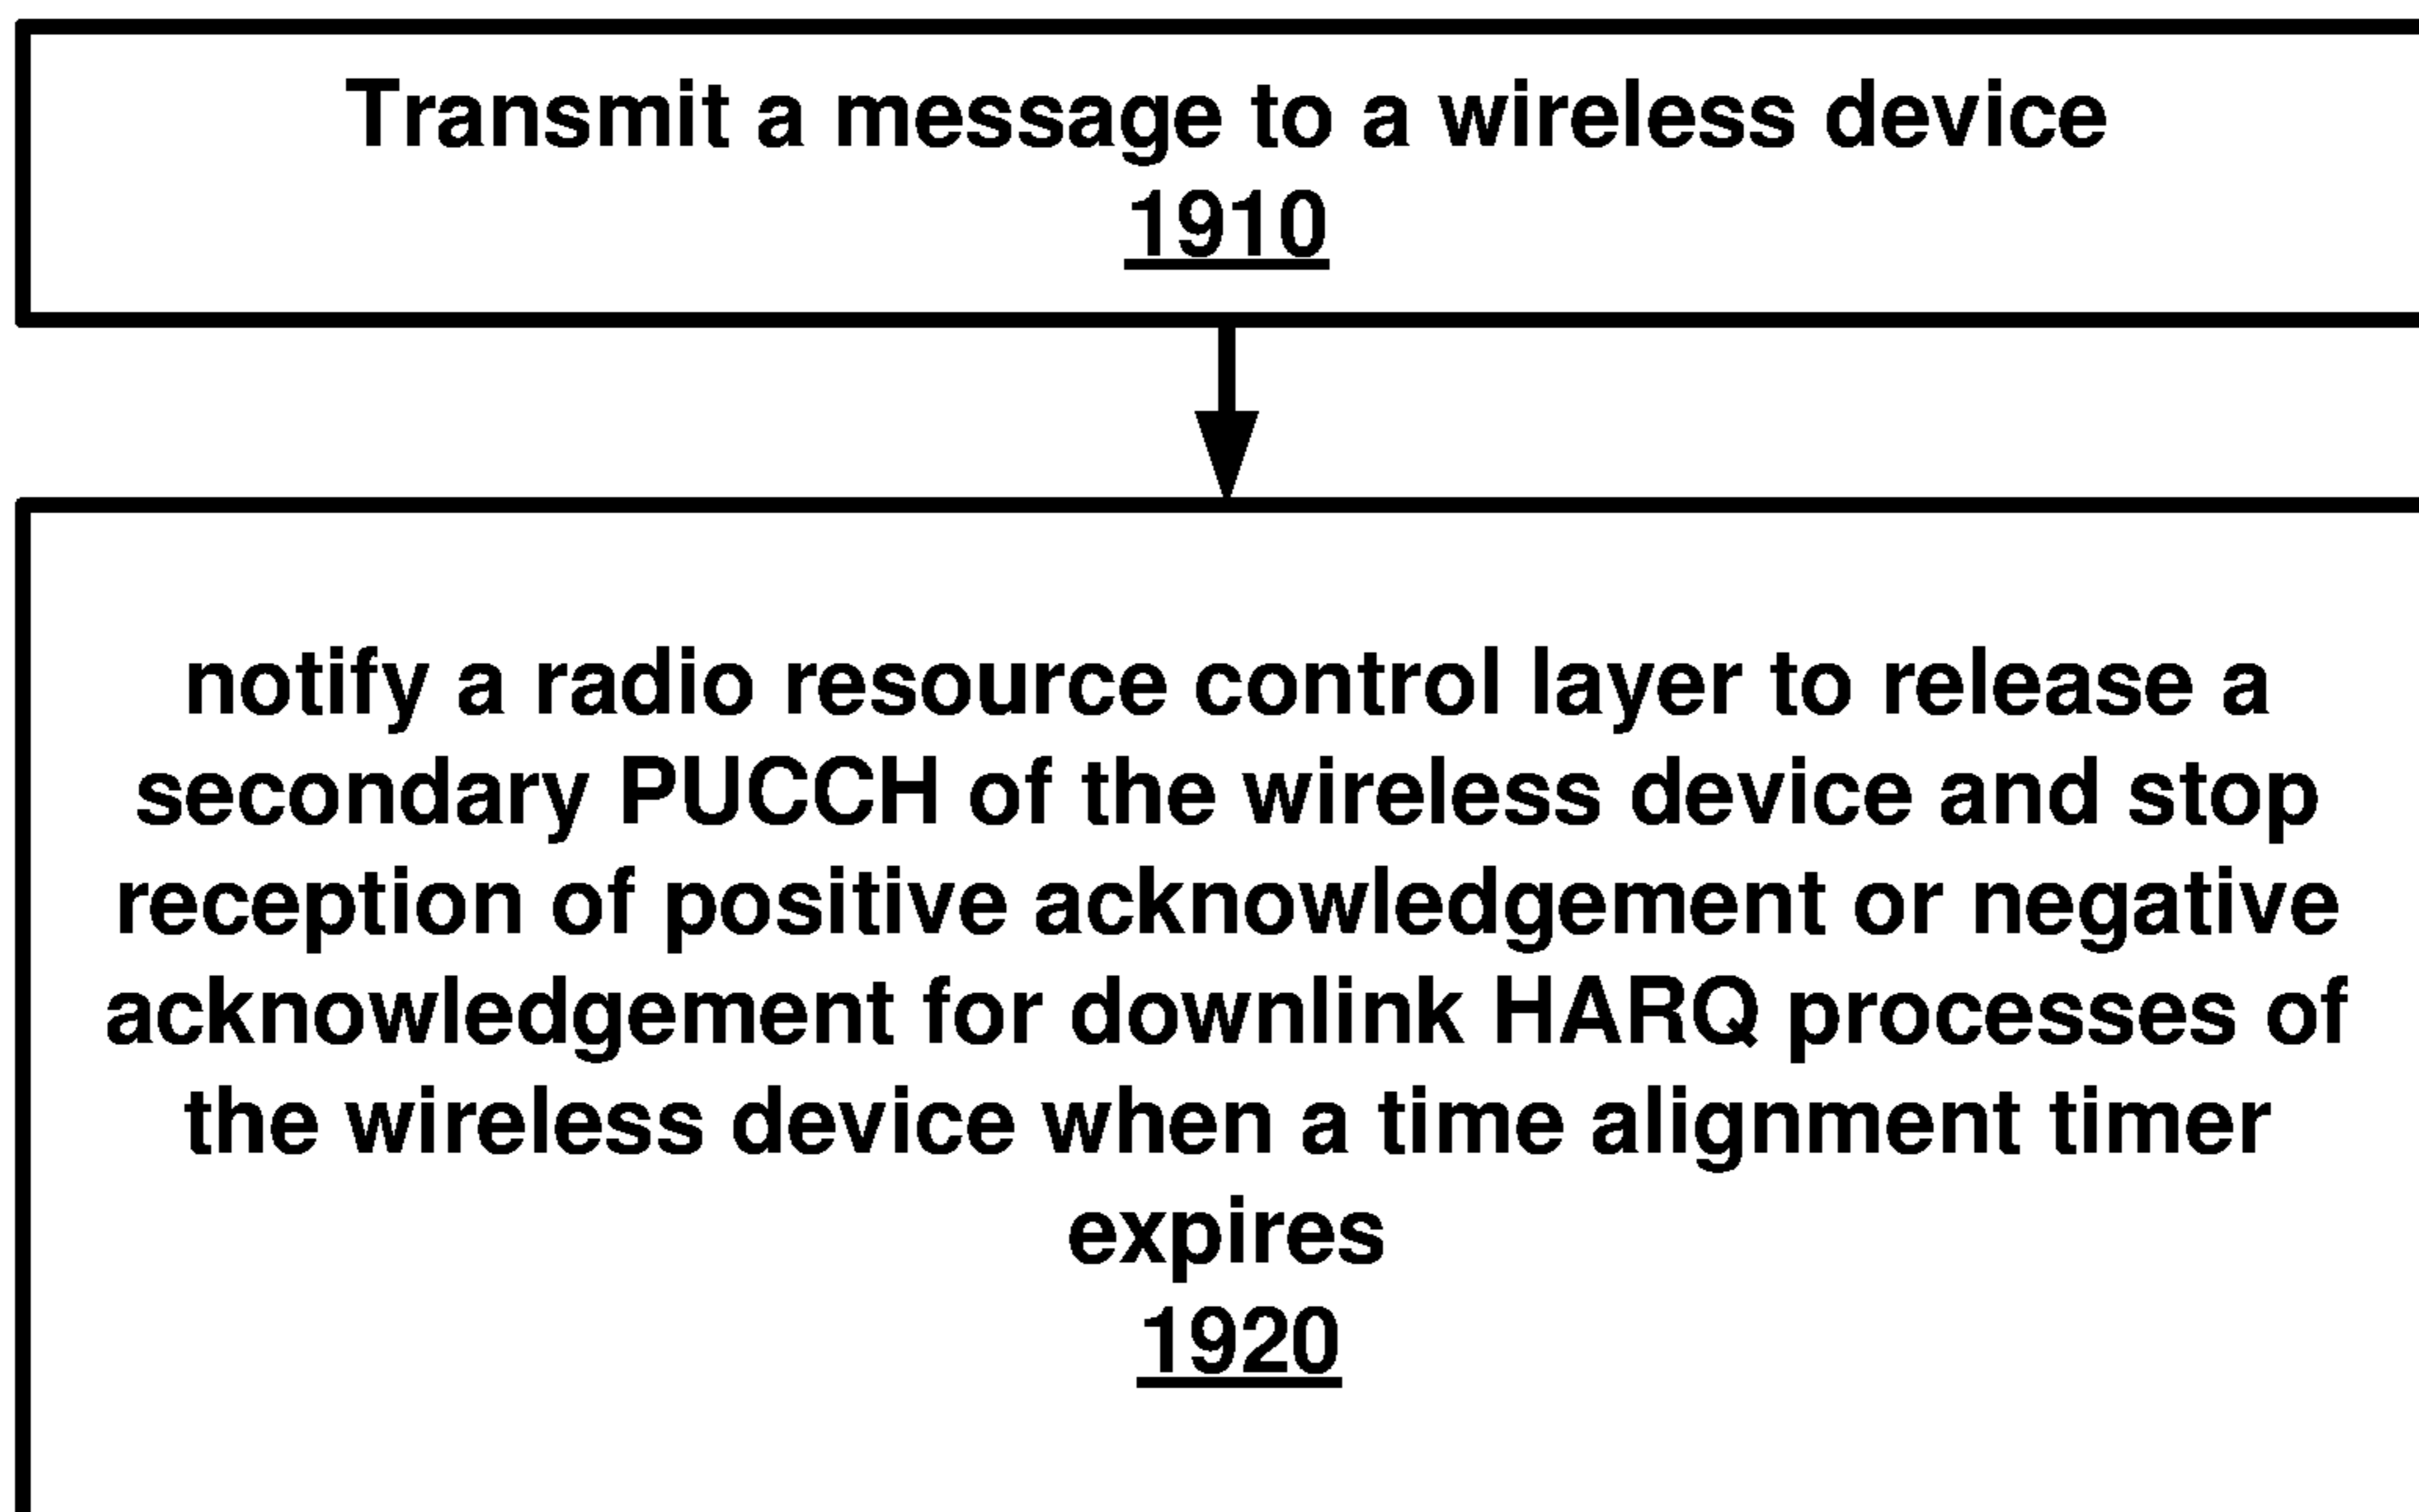 Transmit a message to a wireless device
1910
notify a radio resource control layer to release a
secondary PUCCH of the wireless device and stop
reception of positive acknowledgement or negative
acknowledgement for downlink HARQ processes of
the wireless device when a time alignment timer
expires
1920